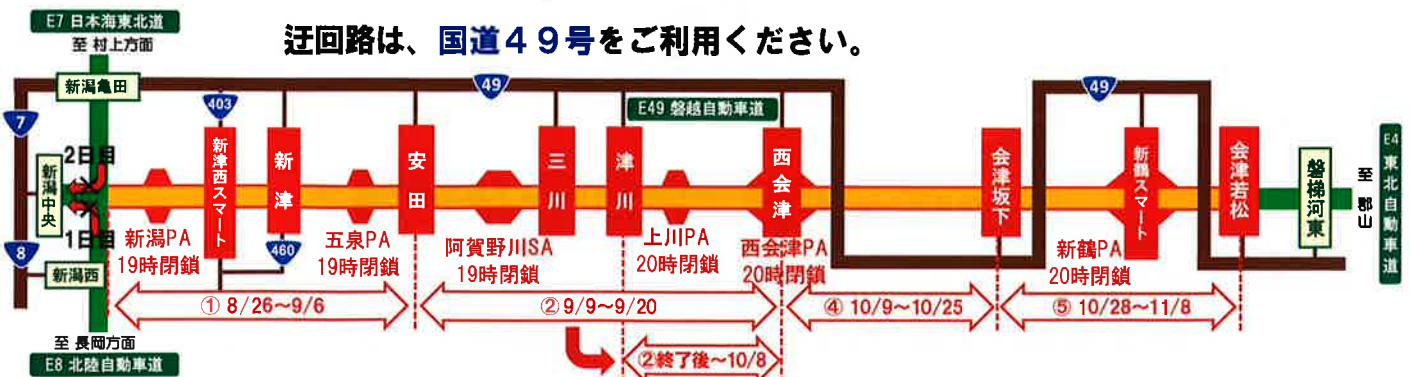 E7 日本海東北道
至 村上方面
迂回路は、国道49号をご利用ください。
新潟亀田
7
403
49
E49 磐越自動車道
49
2日目
新潟中央
1日目
8
新潟西
新津西スマート
新津
460
安田
三川
津川
西会津
会津坂下
新鶴スマート
会津若松
磐梯河東
至 郡山
E4 東北自動車道
新潟PA
19時閉鎖
五泉PA
19時閉鎖
阿賀野川SA
19時閉鎖
上川PA
20時閉鎖
西会津PA
20時閉鎖
新鶴PA
20時閉鎖
① 8/26~9/6
② 9/9~9/20
④ 10/9~10/25
⑤ 10/28~11/8
②終了後~10/8
至 長岡方面
E8 北陸自動車道